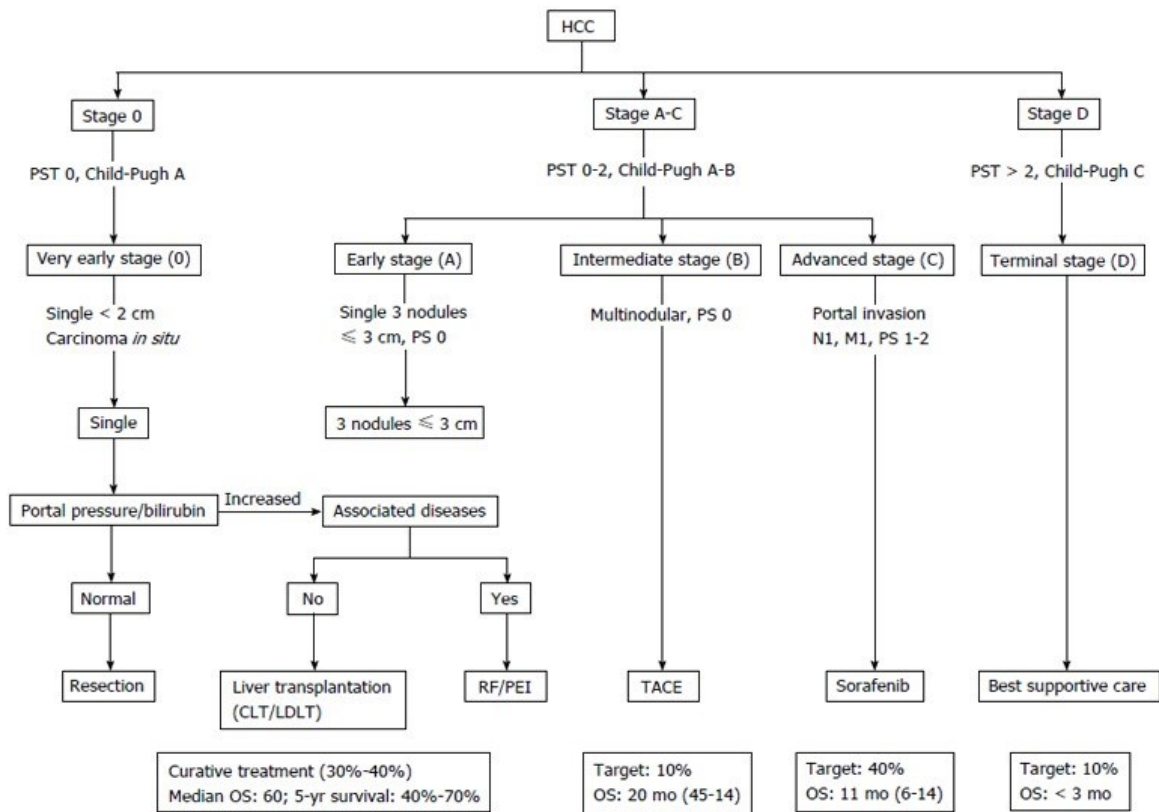 HCC
Stage 0
Stage A-C
Stage D
PST 0, Child-Pugh A
PST 0-2, Child-Pugh A-B
PST > 2, Child-Pugh C
Very early stage (0)
Early stage (A)
Intermediate stage (B)
Advanced stage (C)
Terminal stage (D)
Single < 2 cm
Carcinoma in situ
Single 3 nodules
⩽ 3 cm, PS 0
Multinodular, PS 0
Portal invasion
N1, M1, PS 1-2
Single
3 nodules ⩽ 3 cm
Portal pressure/bilirubin
Increased
Associated diseases
Normal
No
Yes
Resection
Liver transplantation
(CLT/LDLT)
RF/PEI
TACE
Sorafenib
Best supportive care
Curative treatment (30%-40%)
Median OS: 60; 5-yr survival: 40%-70%
Target: 10%
OS: 20 mo (45-14)
Target: 40%
OS: 11 mo (6-14)
Target: 10%
OS: < 3 mo